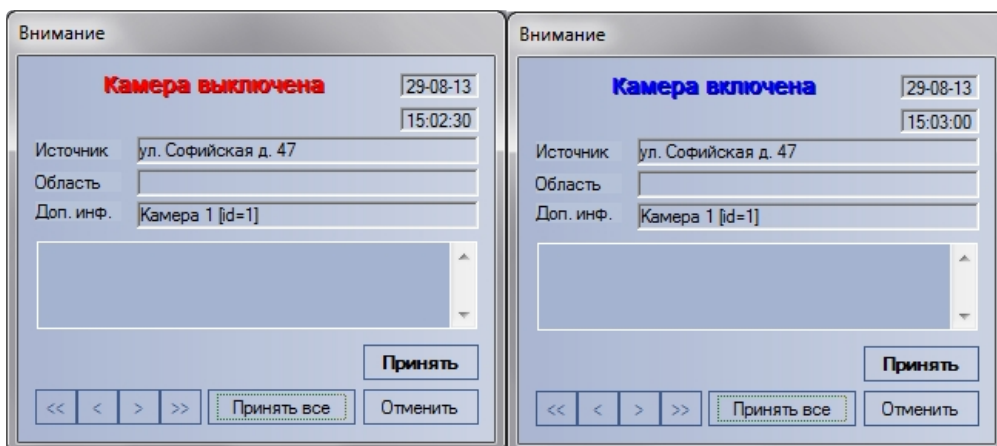 Внимание
Камера выключена
29-08-13
15:02:30
Источник ул. Софийская д. 47
Область
Доп. инф. Камера 1 [id=1]
Принять
<< < > >> Принять все Отменить
Внимание
Камера включена
29-08-13
15:03:00
Источник ул. Софийская д. 47
Область
Доп. инф. Камера 1 [id=1]
Принять
<< < > >> Принять все Отменить